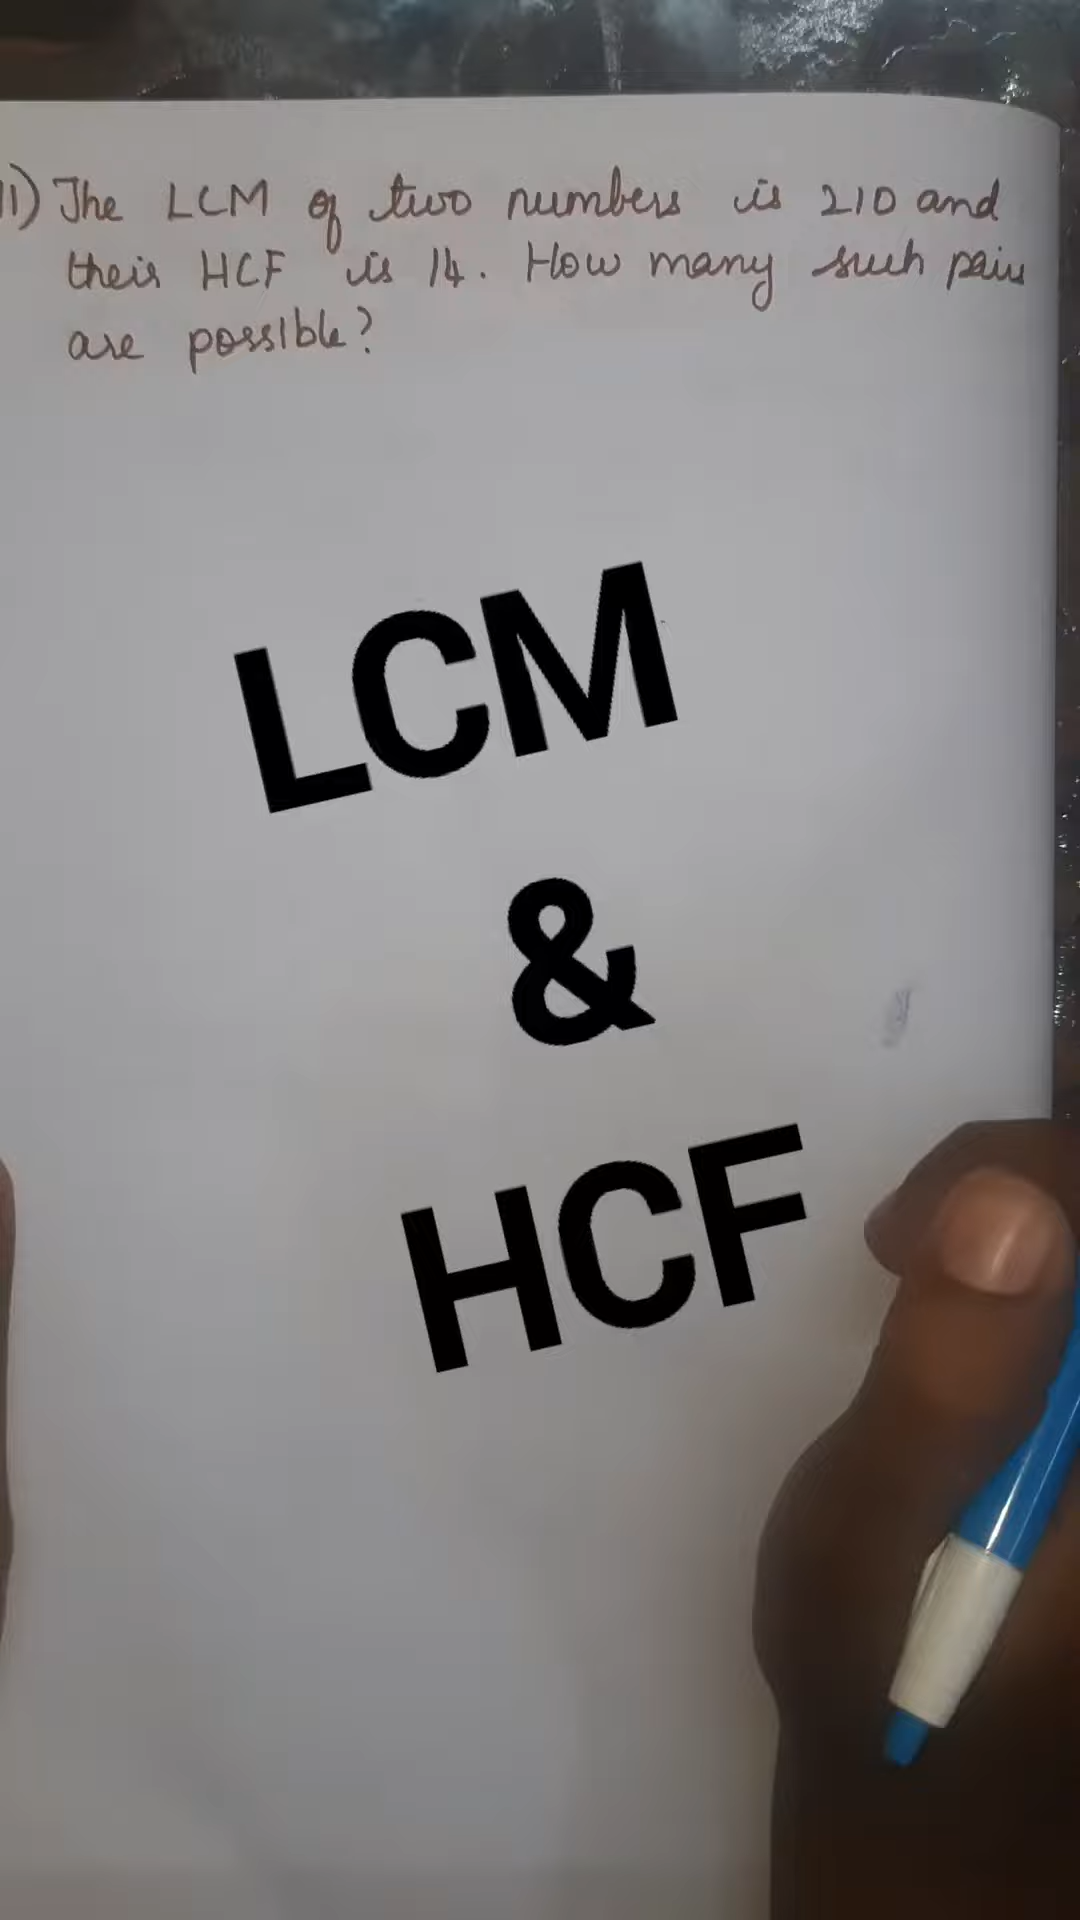 11) The LCM of two numbers is 210 and
their HCF is 14. How many such pairs
are possible?
LCM
&
HCF